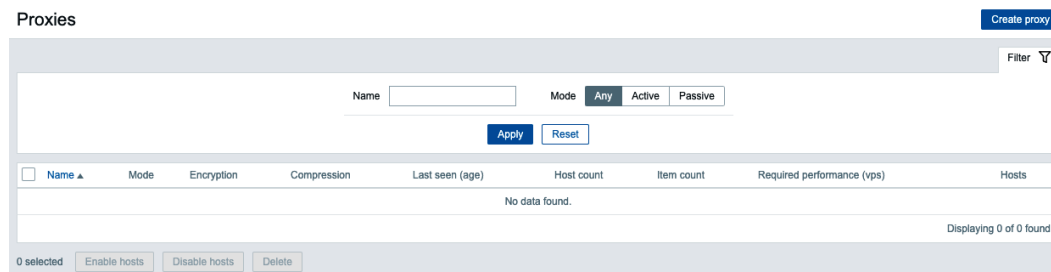 Proxies
Create proxy
Filter
Name Mode Any Active Passive
Apply Reset
Name Mode Encryption Compression Last seen (age) Host count Item count Required performance (vps) Hosts
No data found.
Displaying 0 of 0 found
0 selected Enable hosts Disable hosts Delete